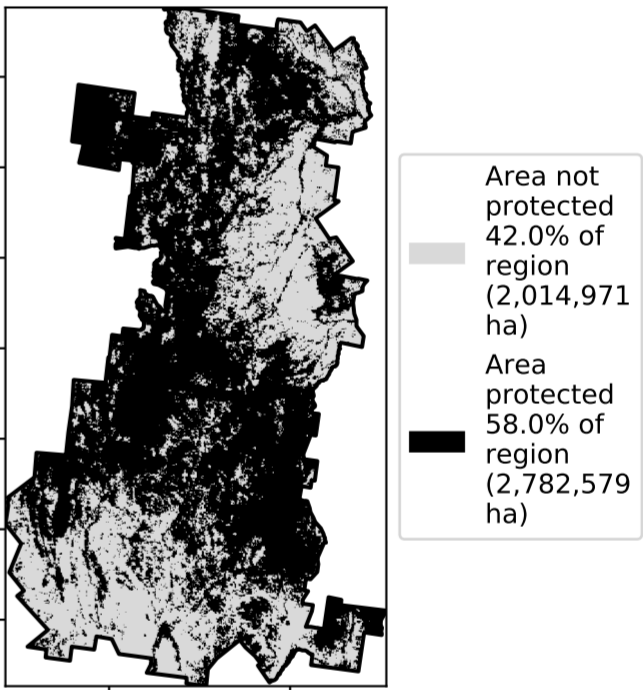 Area not
protected
42.0% of
region
(2,014,971
ha)
Area
protected
58.0% of
region
(2,782,579
ha)